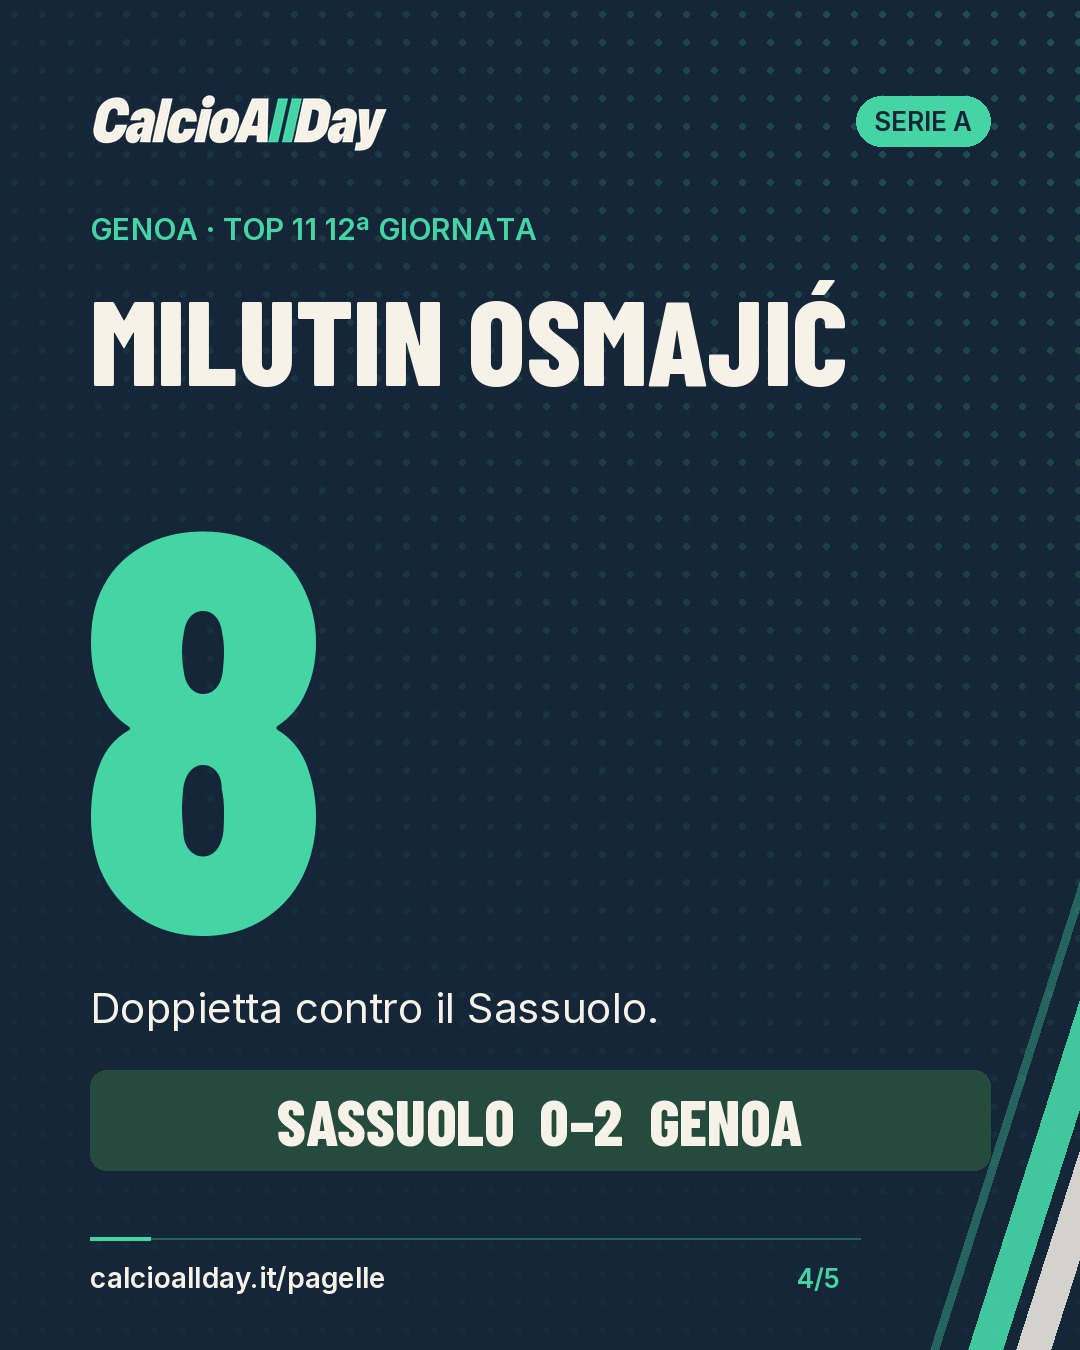 CalcioAllDay
SERIE A
GENOA · TOP 11 12ª GIORNATA
MILUTIN OSMAJIĆ
8
Doppietta contro il Sassuolo.
SASSUOLO 0–2 GENOA
calcioallday.it/pagelle
4/5